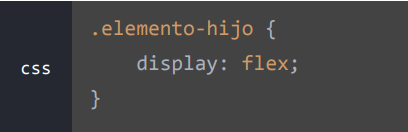 .elemento-hijo {
css
display: flex;
}